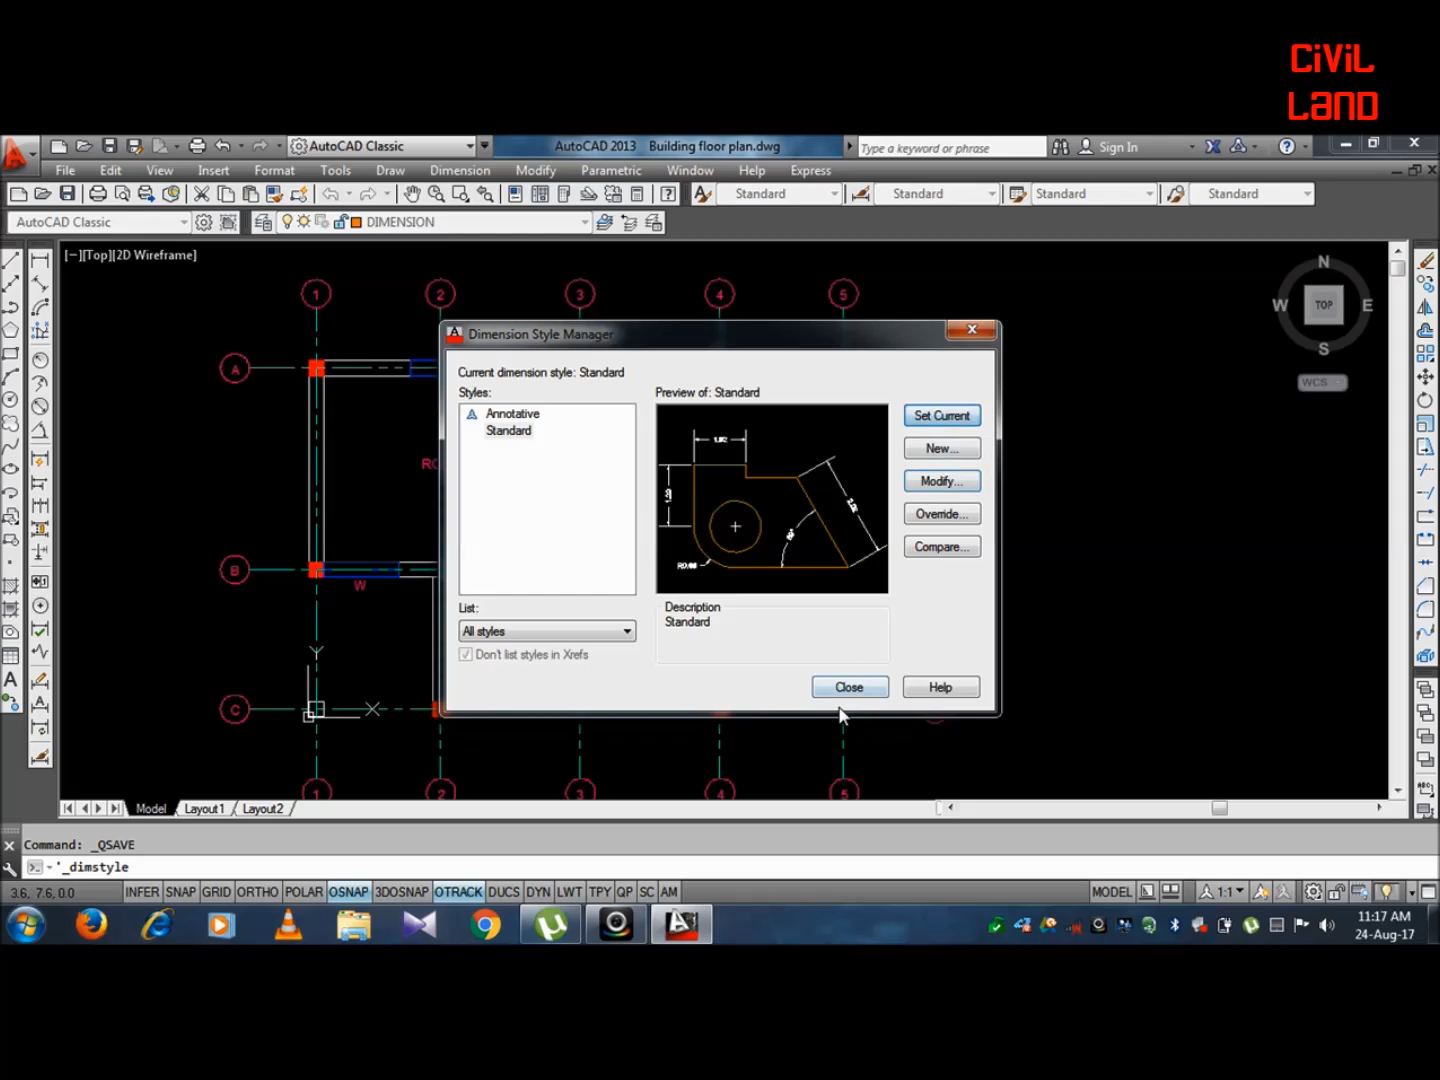 CiViL
LanD
AutoCAD Classic
AutoCAD 2013 Building floor plan.dwg
Type a keyword or phrase
Sign In
File Edit View Insert Format Tools Draw Dimension Modify Parametric Window Help Express
Standard Standard Standard Standard
AutoCAD Classic
DIMENSION
[−][Top][2D Wireframe]
N
W TOP E
S
WCS
1 2 3 4 5
A
B
W
Y
C X
1 2 3 4 5
Dimension Style Manager
Current dimension style: Standard
Styles: Preview of: Standard
Annotative
Standard
Set Current
New...
Modify...
Override...
Compare...
List:
All styles
Don't list styles in Xrefs
Description
Standard
Close Help
Model Layout1 Layout2
Command: _QSAVE
'_dimstyle
3.6, 7.6, 0.0 INFER SNAP GRID ORTHO POLAR OSNAP 3DOSNAP OTRACK DUCS DYN LWT TPY QP SC AM MODEL 1:1
11:17 AM
24-Aug-17